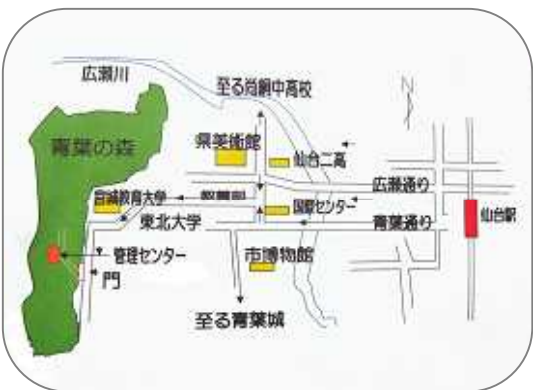 広瀬川
至る尚絅中高校
N
青葉の森
県美術館
仙台二高
宮城教育大学
広瀬通り
国際センター
仙台駅
東北大学
青葉通り
管理センター
市博物館
門
至る青葉城